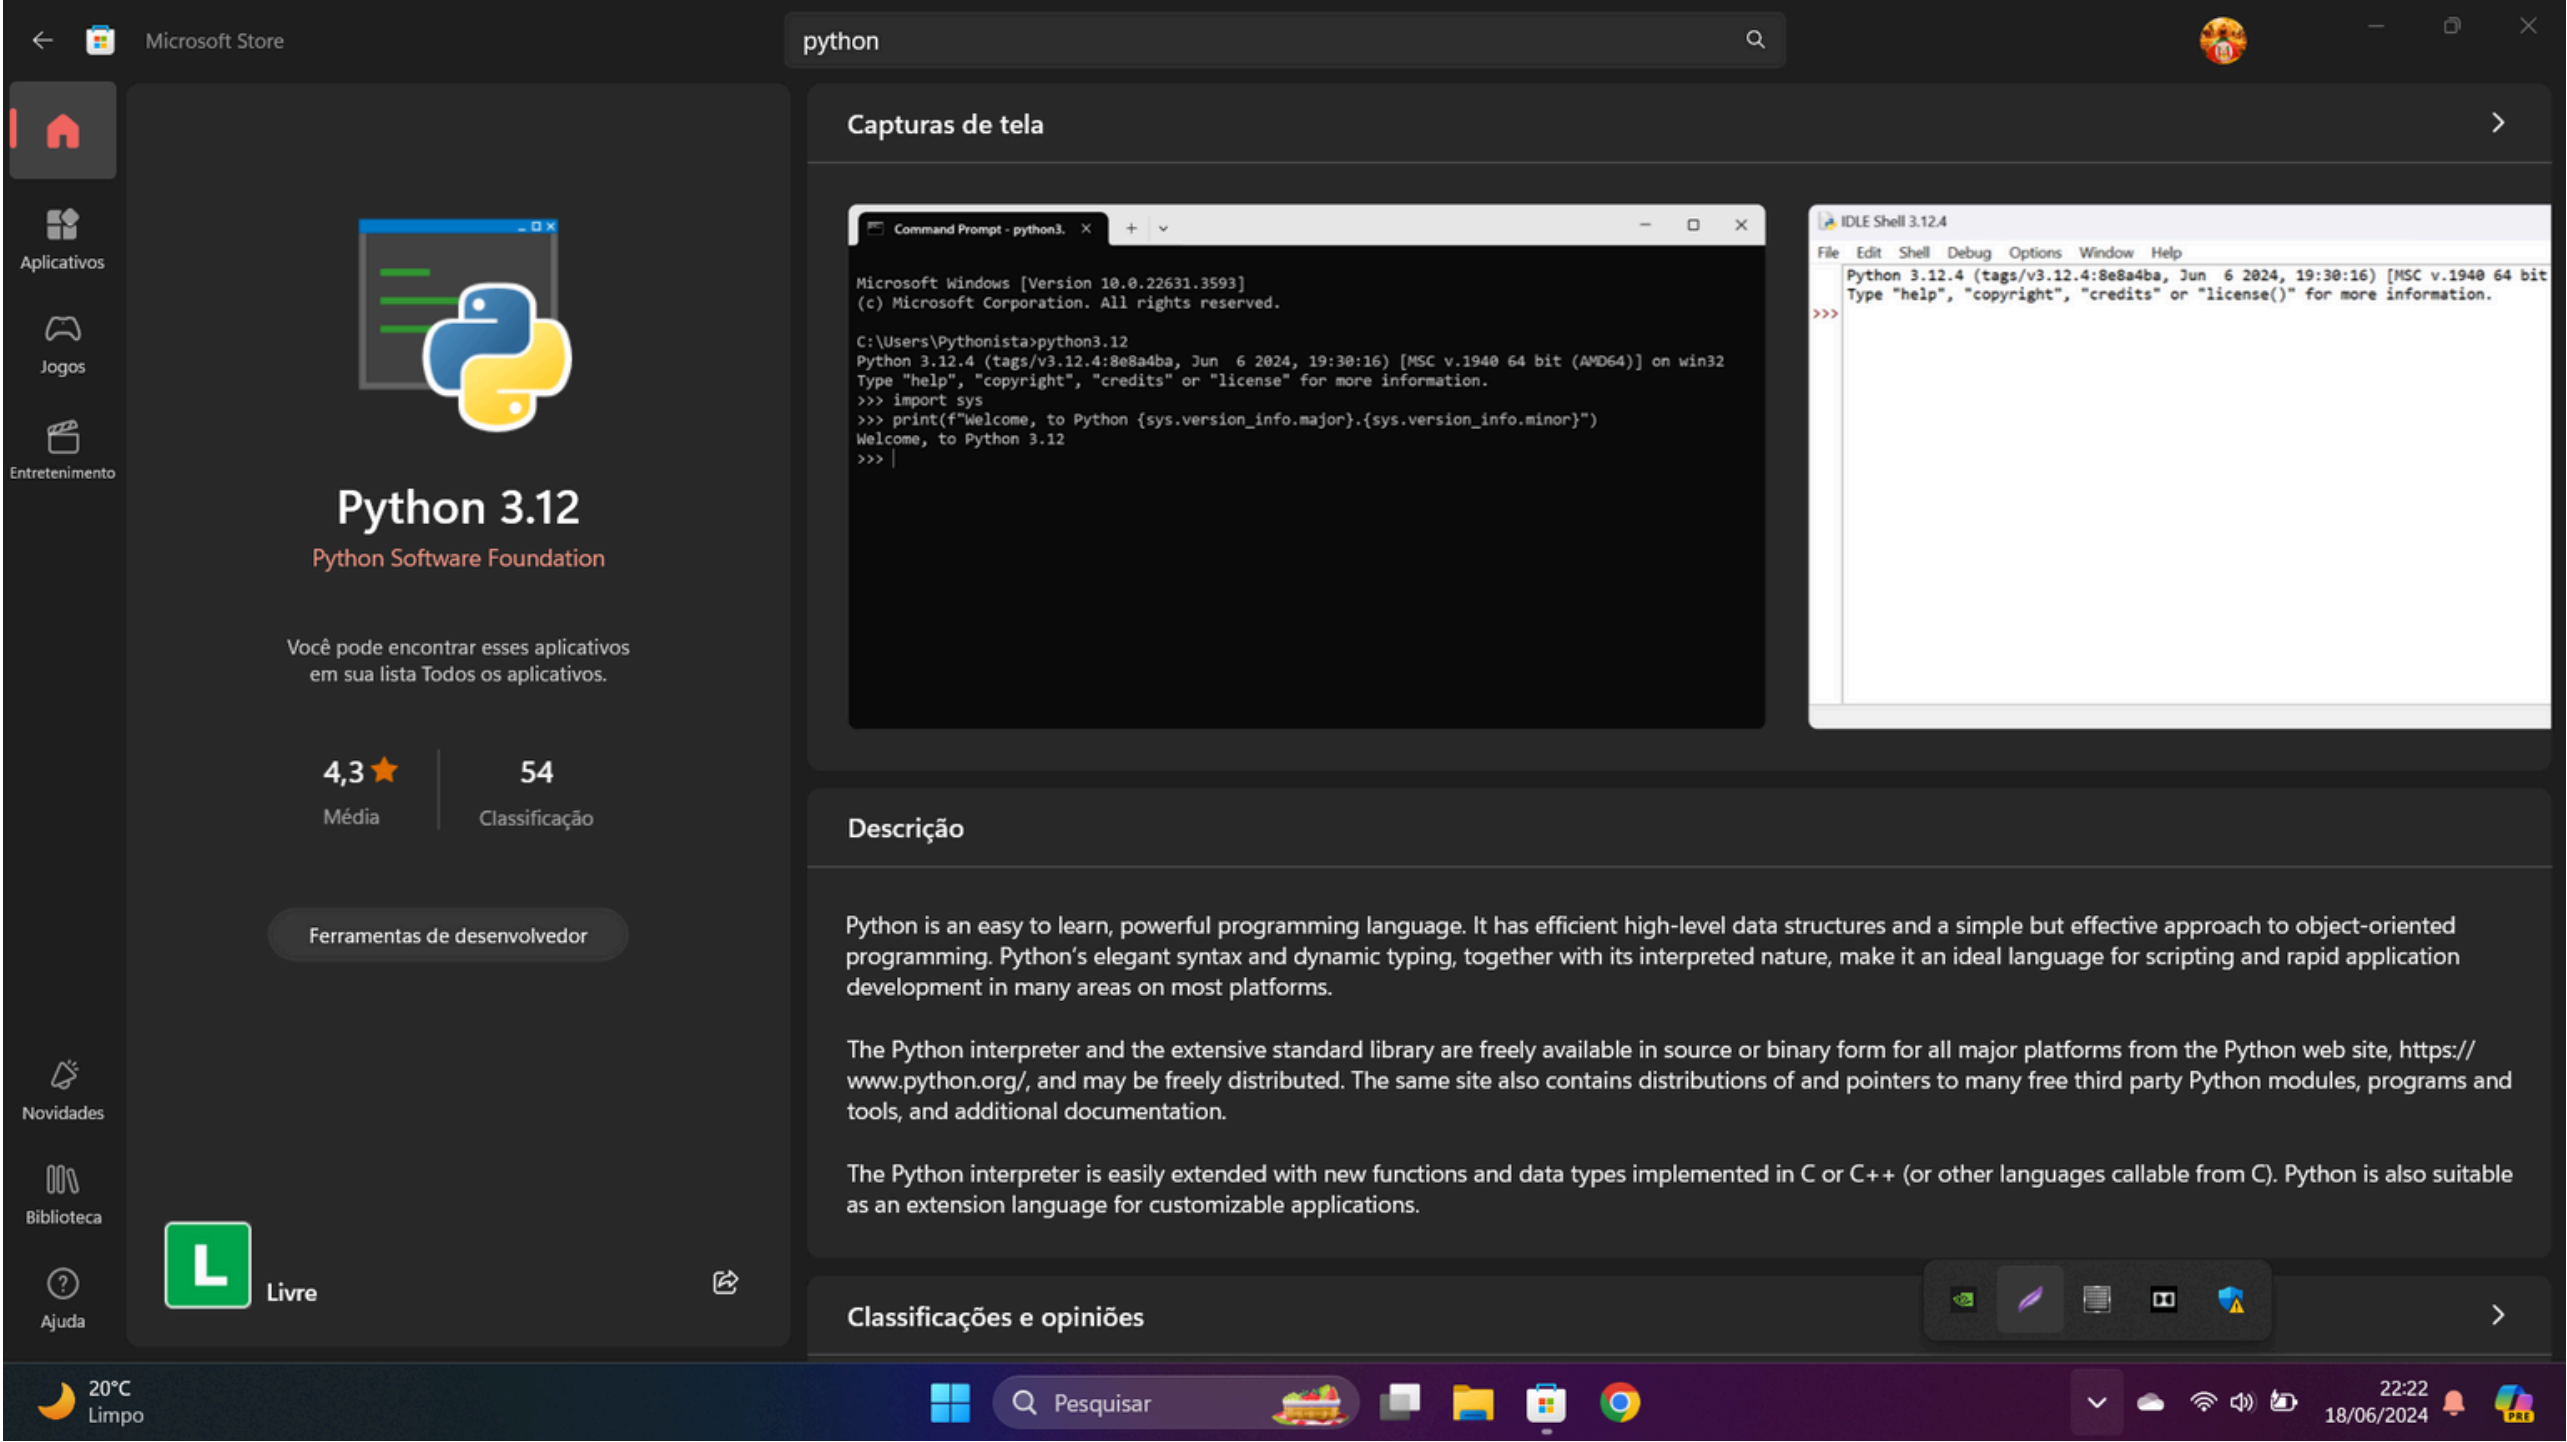 Microsoft Store
python
Aplicativos
Jogos
Entretenimento
Novidades
Biblioteca
Ajuda
Python 3.12
Python Software Foundation
Você pode encontrar esses aplicativos
em sua lista Todos os aplicativos.
4,3
Média
54
Classificação
Ferramentas de desenvolvedor
L
Livre
Capturas de tela
Command Prompt - python3.
Microsoft Windows [Version 10.0.22631.3593]
(c) Microsoft Corporation. All rights reserved.
C:\Users\Pythonista>python3.12
Python 3.12.4 (tags/v3.12.4:8e8a4ba, Jun  6 2024, 19:30:16) [MSC v.1940 64 bit (AMD64)] on win32
Type "help", "copyright", "credits" or "license" for more information.
>>> import sys
>>> print(f"Welcome, to Python {sys.version_info.major}.{sys.version_info.minor}")
Welcome, to Python 3.12
>>>
IDLE Shell 3.12.4
File Edit Shell Debug Options Window Help
Python 3.12.4 (tags/v3.12.4:8e8a4ba, Jun  6 2024, 19:30:16) [MSC v.1940 64 bit
Type "help", "copyright", "credits" or "license()" for more information.
>>>
Descrição
Python is an easy to learn, powerful programming language. It has efficient high-level data structures and a simple but effective approach to object-oriented
programming. Python's elegant syntax and dynamic typing, together with its interpreted nature, make it an ideal language for scripting and rapid application
development in many areas on most platforms.
The Python interpreter and the extensive standard library are freely available in source or binary form for all major platforms from the Python web site, https://
www.python.org/, and may be freely distributed. The same site also contains distributions of and pointers to many free third party Python modules, programs and
tools, and additional documentation.
The Python interpreter is easily extended with new functions and data types implemented in C or C++ (or other languages callable from C). Python is also suitable
as an extension language for customizable applications.
Classificações e opiniões
20°C
Limpo
Pesquisar
22:22
18/06/2024
PRE